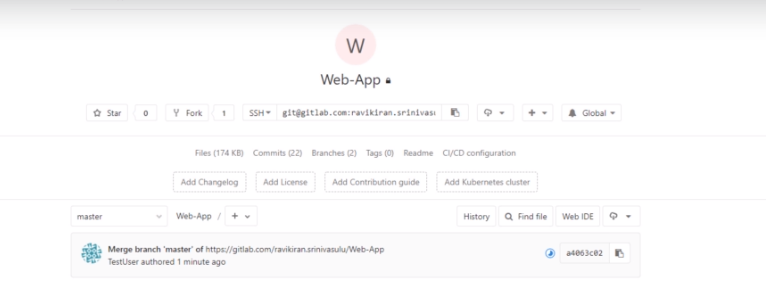 W
Web-App
Star 0 Fork 1 SSH git@gitlab.com:ravikiran.srinivasu Global
Files (174 KB) Commits (22) Branches (2) Tags (0) Readme CI/CD configuration
Add Changelog Add License Add Contribution guide Add Kubernetes cluster
master Web-App / + History Find file Web IDE
Merge branch 'master' of https://gitlab.com/ravikiran.srinivasulu/Web-App
TestUser authored 1 minute ago
a4063c02